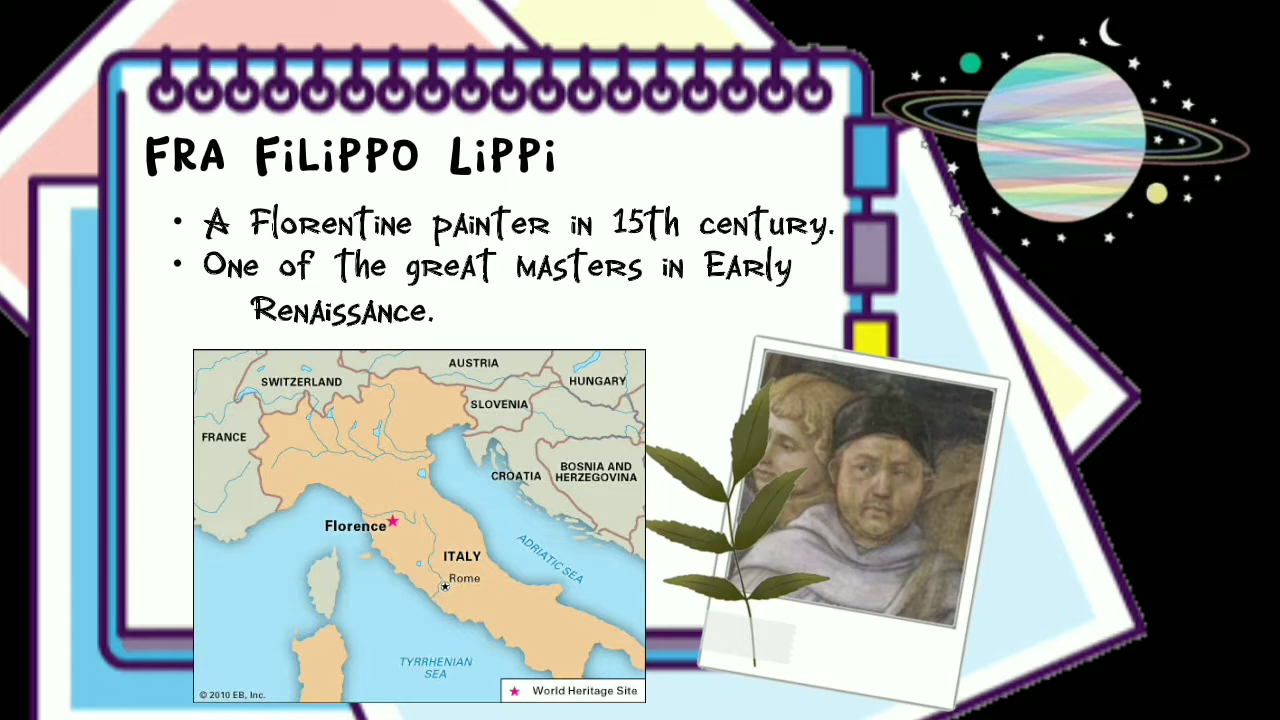 Fra Filippo Lippi
• A Florentine painter in 15th century.
• One of the great masters in Early
Renaissance.
AUSTRIA
SWITZERLAND
HUNGARY
SLOVENIA
FRANCE
CROATIA
BOSNIA AND
HERZEGOVINA
Florence
ITALY
ADRIATIC SEA
Rome
TYRRHENIAN
SEA
© 2010 EB, Inc.
World Heritage Site